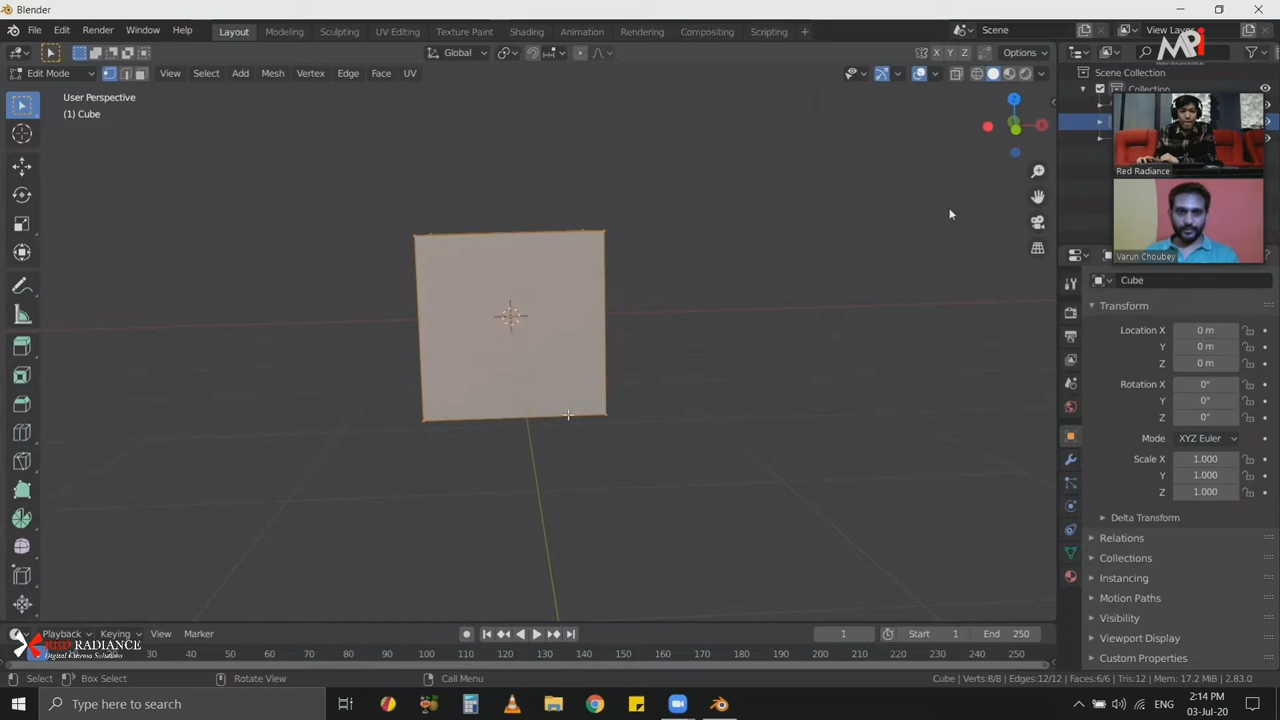 Blender
File Edit Render Window Help Layout Modeling Sculpting UV Editing Texture Paint Shading Animation Rendering Compositing Scripting + Scene View Layer
Global X Y Z Options
Edit Mode View Select Add Mesh Vertex Edge Face UV
MRI
Scene Collection
Collection
User Perspective
(1) Cube
Z
X
Red Radiance
Varun Choubey
Cube
Transform
Location X 0 m
Y 0 m
Z 0 m
Rotation X 0°
Y 0°
Z 0°
Mode XYZ Euler
Scale X 1.000
Y 1.000
Z 1.000
Delta Transform
Relations
Collections
Instancing
Motion Paths
Visibility
Viewport Display
Custom Properties
Playback Keying View Marker 1 Start 1 End 250
RED RADIANCE
Digital Cinema Solutions
30 40 50 60 70 80 90 100 110 120 130 140 150 160 170 180 190 200 210 220 230 240 250
Select Box Select Rotate View Call Menu Cube | Verts:8/8 | Edges:12/12 | Faces:6/6 | Tris:12 | Mem: 17.2 MiB | 2.83.0
Type here to search ENG 2:14 PM
03-Jul-20